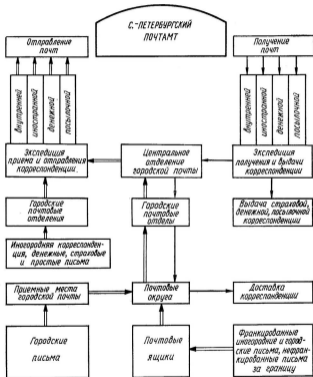 С.-ПЕТЕРБУРГСКИЙ
ПОЧТАМТ
Отправление
почт
Получение
почт
внутренней
иностранной
денежной
посылочной
внутренней
иностранной
денежной
посылочной
Экспедиция
приема и отправления
корреспонденции.
Центральное
отделение
городской почты
Экспедиция
получения и выдачи
корреспонденции
Городские
почтовые
отделения
Городские
почтовые
отделы
Выдача страховой,
денежной, посылочной
корреспонденции
Иногородняя корреспонден-
ция, денежные, страховые
и простые письма
Приемные места
городской почты
Почтовые
округа
Доставка
корреспонденции
Городские
письма
Почтовые
ящики
Франкированные
иногородние и город-
ские письма, нефран-
кированные письма
за границу